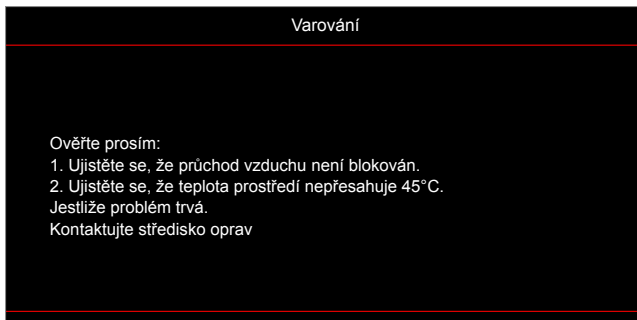 Varování
Ověřte prosím:
1. Ujistěte se, že průchod vzduchu není blokován.
2. Ujistěte se, že teplota prostředí nepřesahuje 45°C.
Jestliže problém trvá.
Kontaktujte středisko oprav